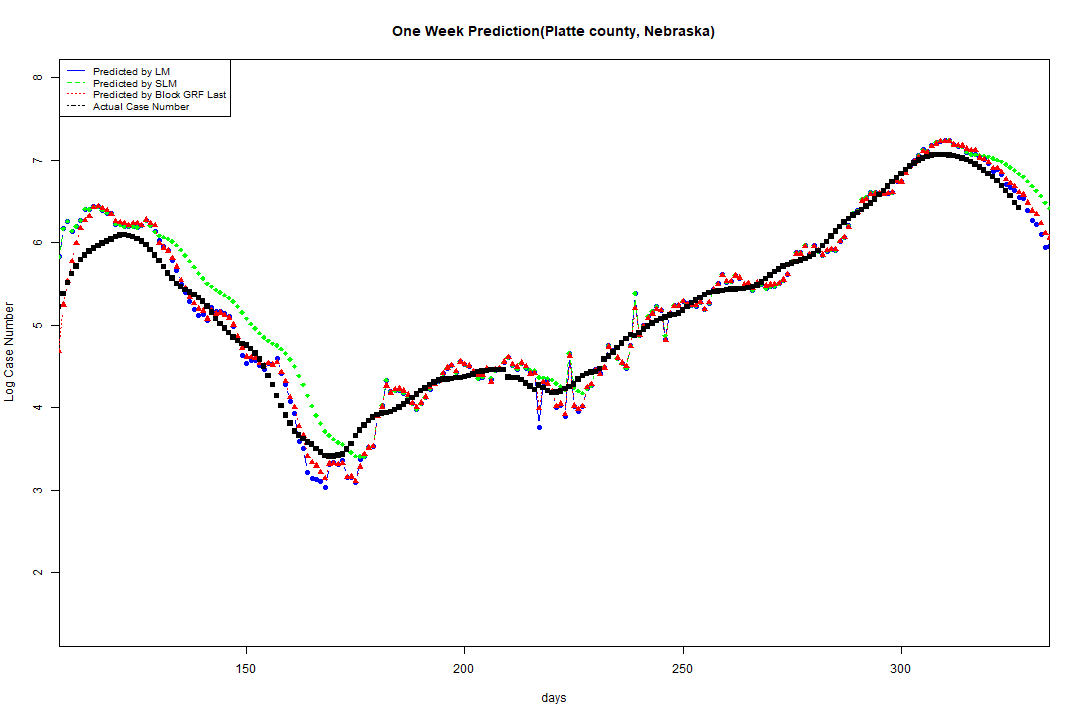 One Week Prediction(Platte county, Nebraska)
Predicted by LM
Predicted by SLM
Predicted by Block GRF Last
Actual Case Number
8
7
6
5
4
3
2
Log Case Number
150 200 250 300
days